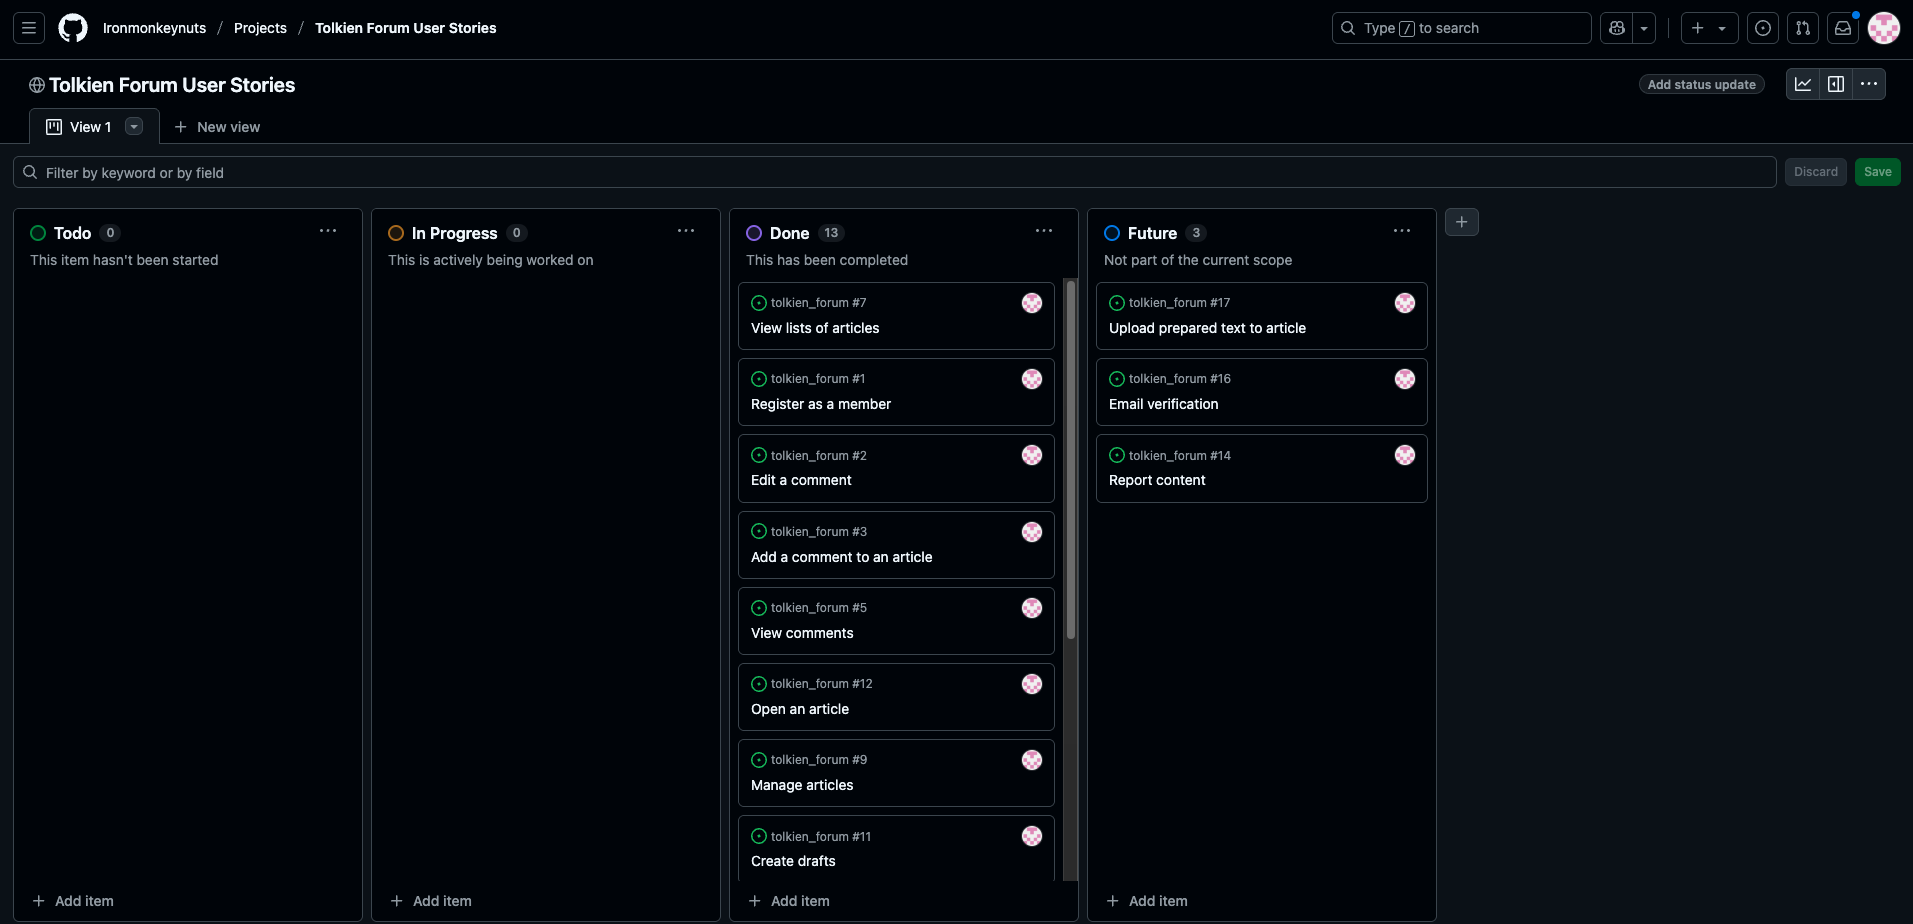 Ironmonkeynuts / Projects / Tolkien Forum User Stories
Type / to search
Tolkien Forum User Stories
Add status update
View 1
New view
Filter by keyword or by field
Discard
Save
Todo 0
This item hasn't been started
Add item
In Progress 0
This is actively being worked on
Add item
Done 13
This has been completed
tolkien_forum #7
View lists of articles
tolkien_forum #1
Register as a member
tolkien_forum #2
Edit a comment
tolkien_forum #3
Add a comment to an article
tolkien_forum #5
View comments
tolkien_forum #12
Open an article
tolkien_forum #9
Manage articles
tolkien_forum #11
Create drafts
Add item
Future 3
Not part of the current scope
tolkien_forum #17
Upload prepared text to article
tolkien_forum #16
Email verification
tolkien_forum #14
Report content
Add item